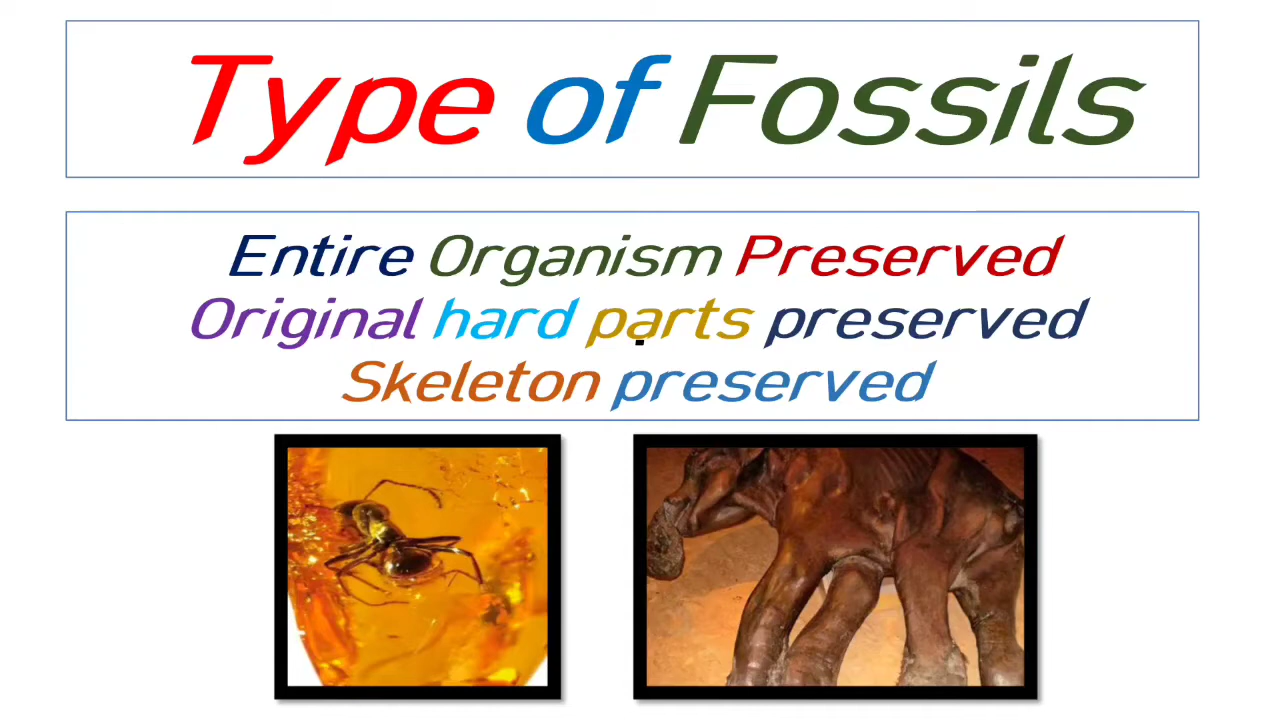 Type of Fossils
Entire Organism Preserved
Original hard parts preserved
Skeleton preserved